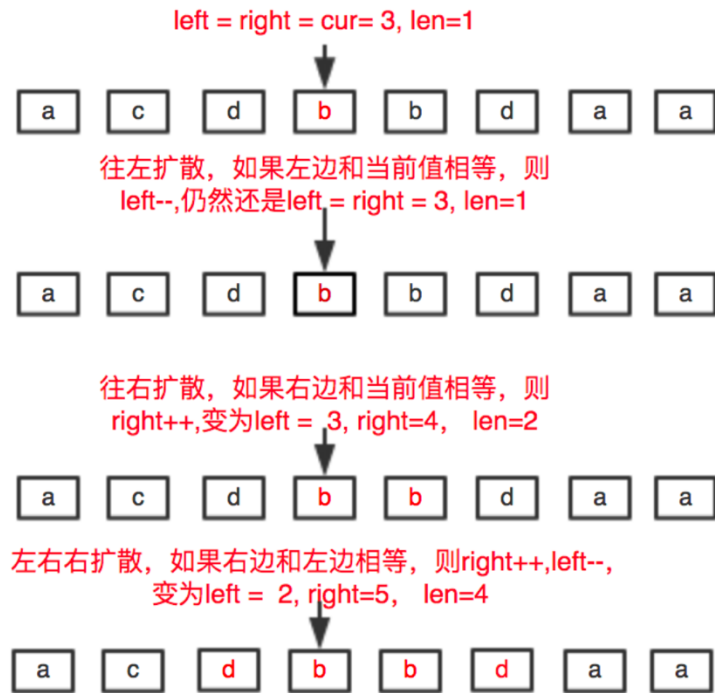 left = right = cur= 3, len=1
a c d b b d a a
往左扩散，如果左边和当前值相等，则
left--,仍然还是left = right = 3, len=1
a c d b b d a a
往右扩散，如果右边和当前值相等，则
right++,变为left = 3, right=4, len=2
a c d b b d a a
左右右扩散，如果右边和左边相等，则right++,left--,
变为left = 2, right=5, len=4
a c d b b d a a